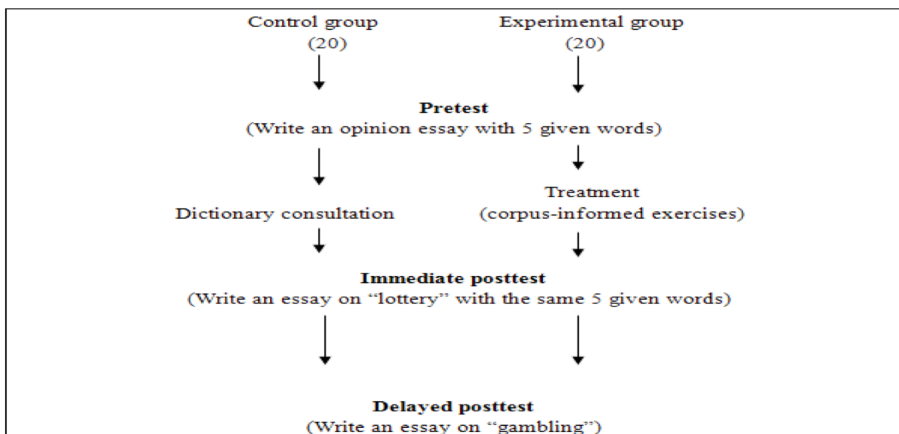 Control group Experimental group
(20) (20)
Pretest
(Write an opinion essay with 5 given words)
Treatment
Dictionary consultation (corpus-informed exercises)
Immediate posttest
(Write an essay on “lottery” with the same 5 given words)
Delayed posttest
(Write an essay on “gambling”)